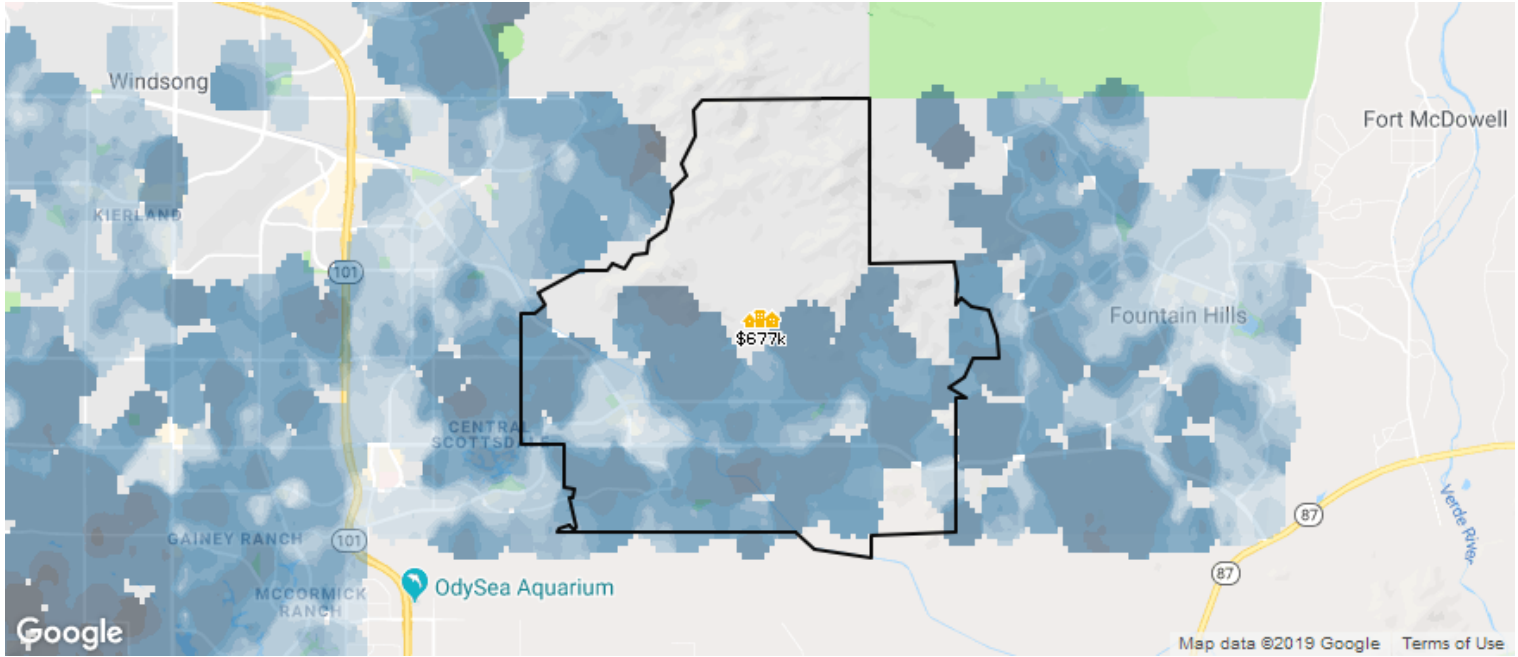 Windsong
Fort McDowell
KIERLAND
101
Fountain Hills
$677k
CENTRAL
SCOTTSDALE
87
Verde River
GAINEY RANCH
101
87
MCCORMICK
RANCH
OdySea Aquarium
Google
Map data ©2019 Google
Terms of Use